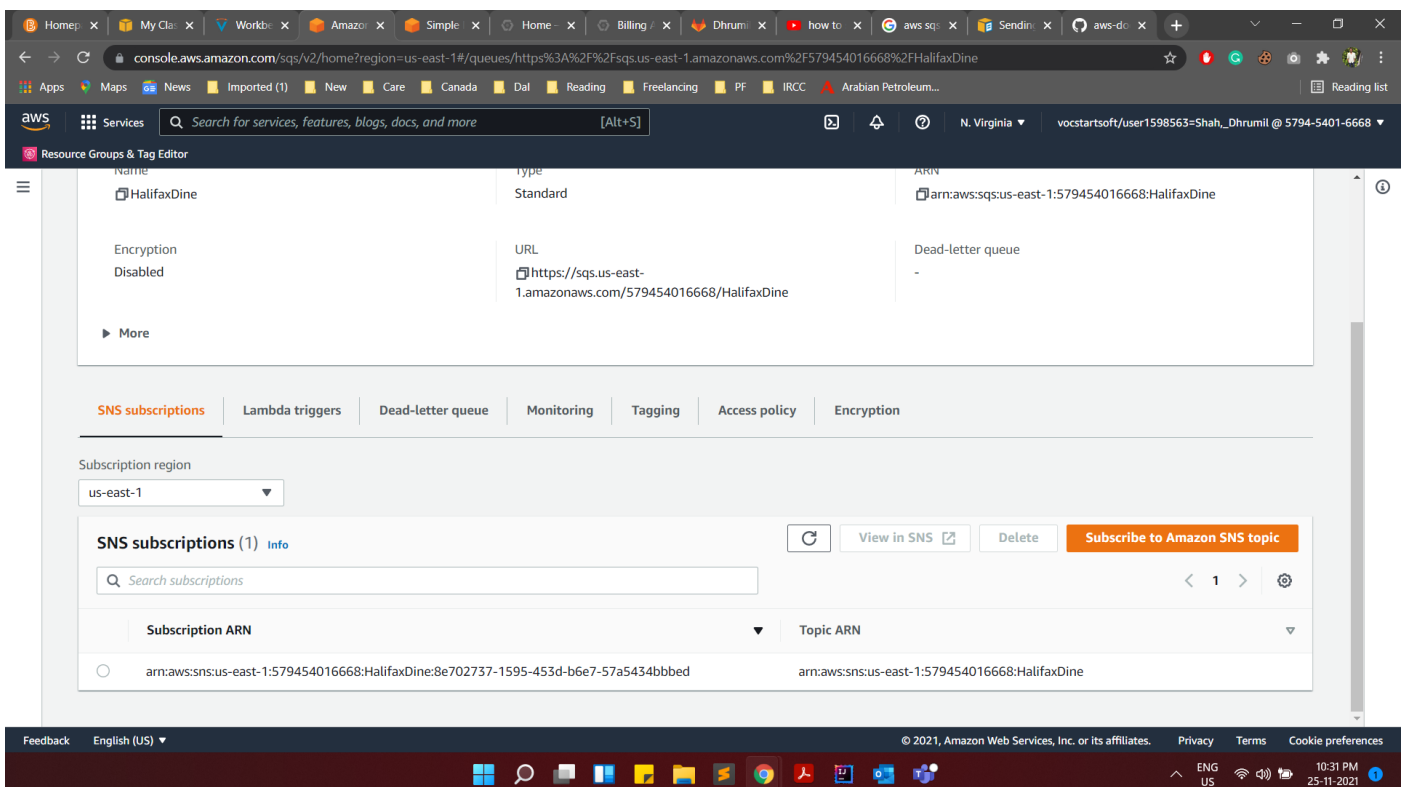 Homep
My Clas
Workbe
Amazon
Simple
Home -
Billing /
Dhrumi
how to
aws sqs
Sending
aws-do
console.aws.amazon.com/sqs/v2/home?region=us-east-1#/queues/https%3A%2F%2Fsqs.us-east-1.amazonaws.com%2F579454016668%2FHalifaxDine
Apps
Maps
News
Imported (1)
New
Care
Canada
Dal
Reading
Freelancing
PF
IRCC
Arabian Petroleum...
Reading list
aws
Services
Search for services, features, blogs, docs, and more
[Alt+S]
N. Virginia
vocstartsoft/user1598563=Shah,_Dhrumil @ 5794-5401-6668
Resource Groups & Tag Editor
Name
Type
ARN
HalifaxDine
Standard
arn:aws:sqs:us-east-1:579454016668:HalifaxDine
Encryption
URL
Dead-letter queue
Disabled
https://sqs.us-east-
1.amazonaws.com/579454016668/HalifaxDine
-
More
SNS subscriptions
Lambda triggers
Dead-letter queue
Monitoring
Tagging
Access policy
Encryption
Subscription region
us-east-1
SNS subscriptions (1) Info
View in SNS
Delete
Subscribe to Amazon SNS topic
Search subscriptions
1
Subscription ARN
Topic ARN
arn:aws:sns:us-east-1:579454016668:HalifaxDine:8e702737-1595-453d-b6e7-57a5434bbbed
arn:aws:sns:us-east-1:579454016668:HalifaxDine
Feedback
English (US)
© 2021, Amazon Web Services, Inc. or its affiliates.
Privacy
Terms
Cookie preferences
ENG
US
10:31 PM
25-11-2021
1